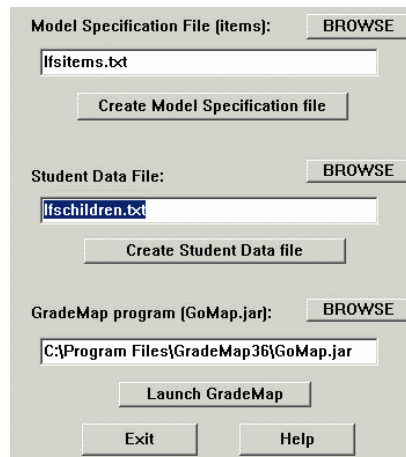 Model Specification File (items): BROWSE
lfsitems.txt
Create Model Specification file
Student Data File: BROWSE
lfschildren.txt
Create Student Data file
GradeMap program (GoMap.jar): BROWSE
C:\Program Files\GradeMap36\GoMap.jar
Launch GradeMap
Exit Help